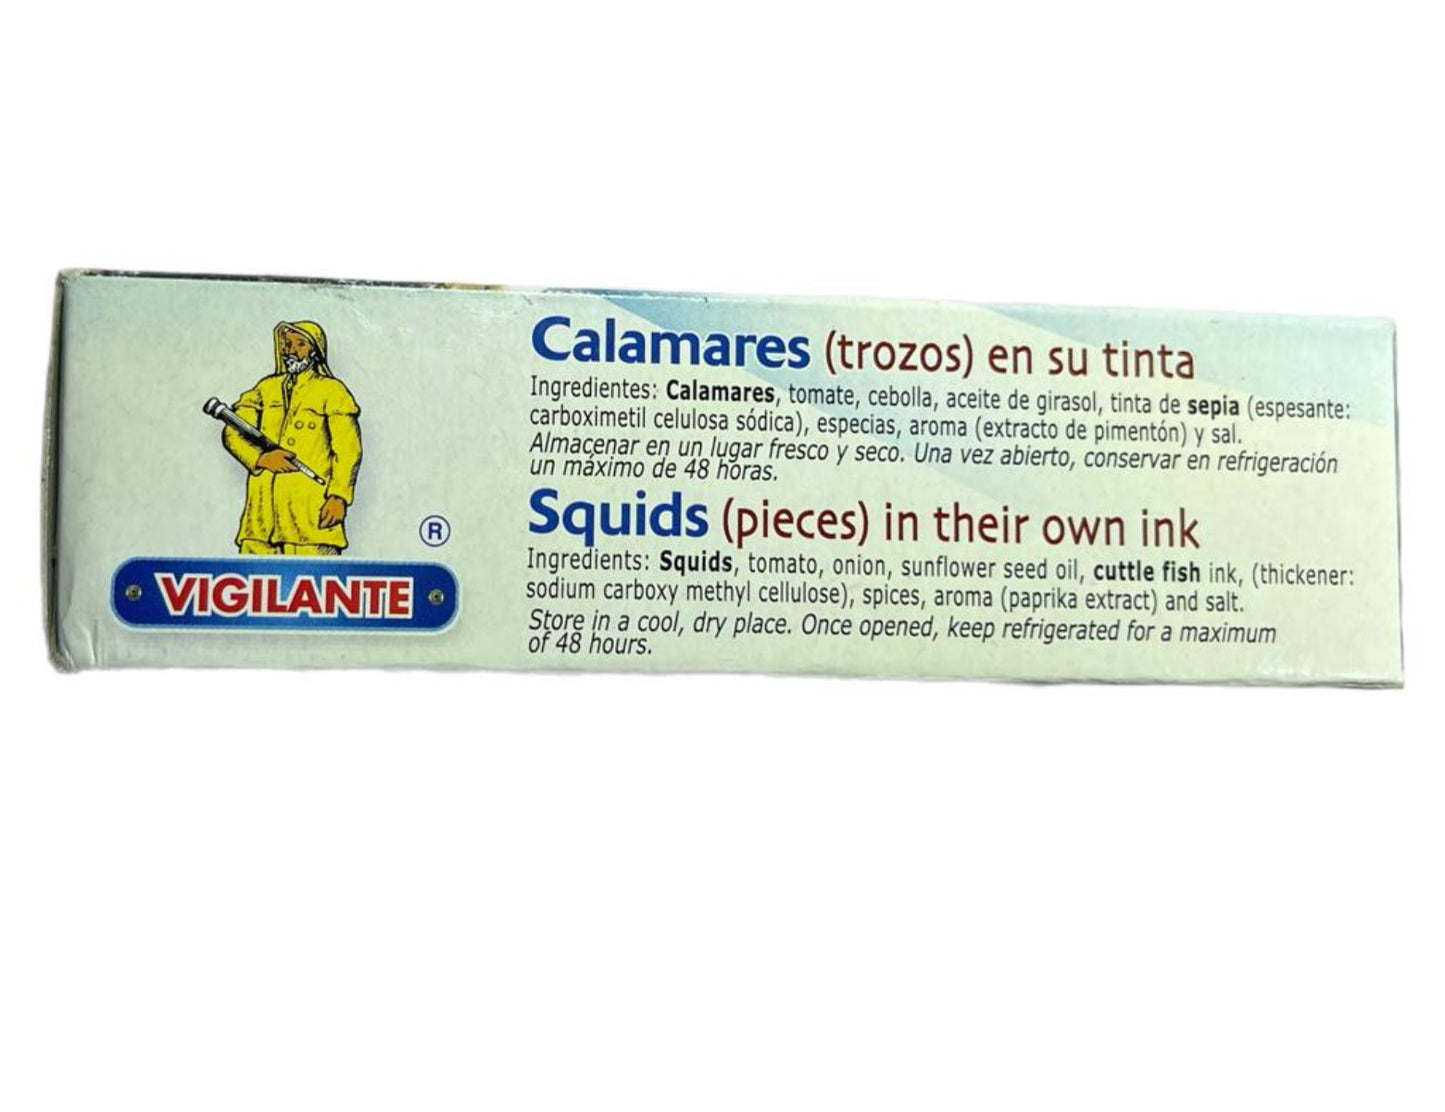 Calamares (trozos) en su tinta
Ingredientes: Calamares, tomate, cebolla, aceite de girasol, tinta de sepia (espesante:
carboximetil celulosa sódica), especias, aroma (extracto de pimentón) y sal.
Almacenar en un lugar fresco y seco. Una vez abierto, conservar en refrigeración
un máximo de 48 horas.
Squids (pieces) in their own ink
Ingredients: Squids, tomato, onion, sunflower seed oil, cuttle fish ink, (thickener:
sodium carboxy methyl cellulose), spices, aroma (paprika extract) and salt.
Store in a cool, dry place. Once opened, keep refrigerated for a maximum
of 48 hours.
®
VIGILANTE